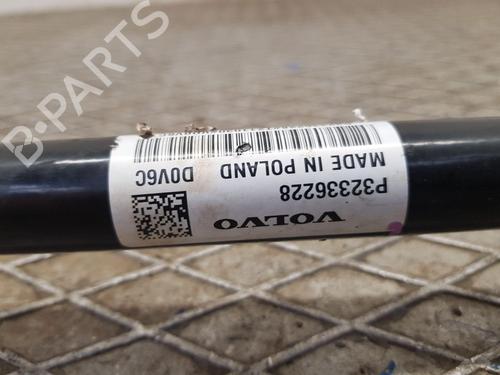 VOLVO
P32336228
MADE IN POLAND D0V6C
B-PARTS